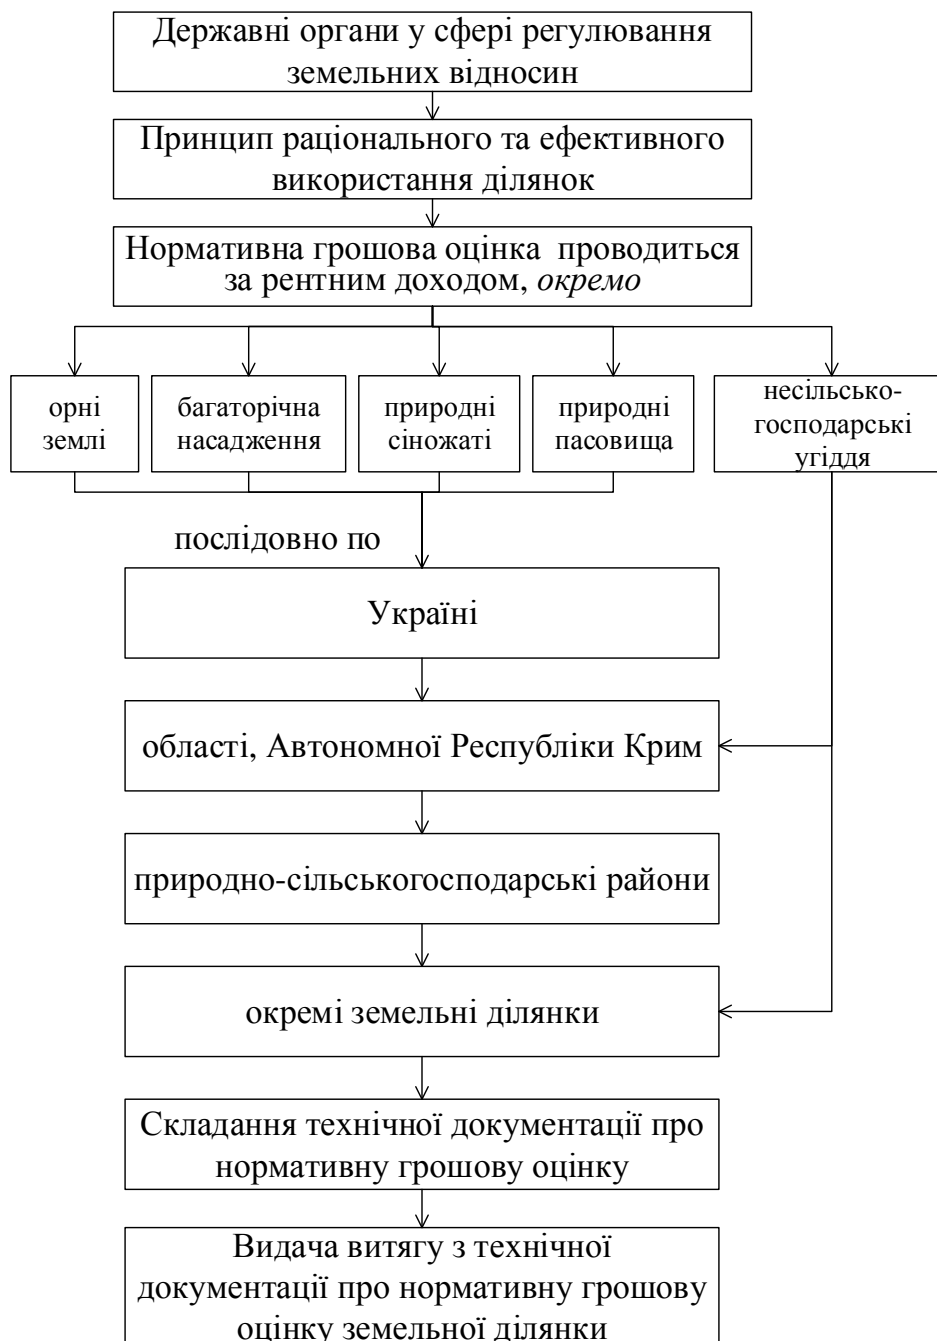 Державні органи у сфері регулювання
земельних відносин
Принцип раціонального та ефективного
використання ділянок
Нормативна грошова оцінка проводиться
за рентним доходом, окремо
орні
землі
багаторічна
насадження
природні
сіножаті
природні
пасовища
несільсько-
господарські
угіддя
послідовно по
Україні
області, Автономної Республіки Крим
природно-сільськогосподарські райони
окремі земельні ділянки
Складання технічної документації про
нормативну грошову оцінку
Видача витягу з технічної
документації про нормативну грошову
оцінку земельної ділянки